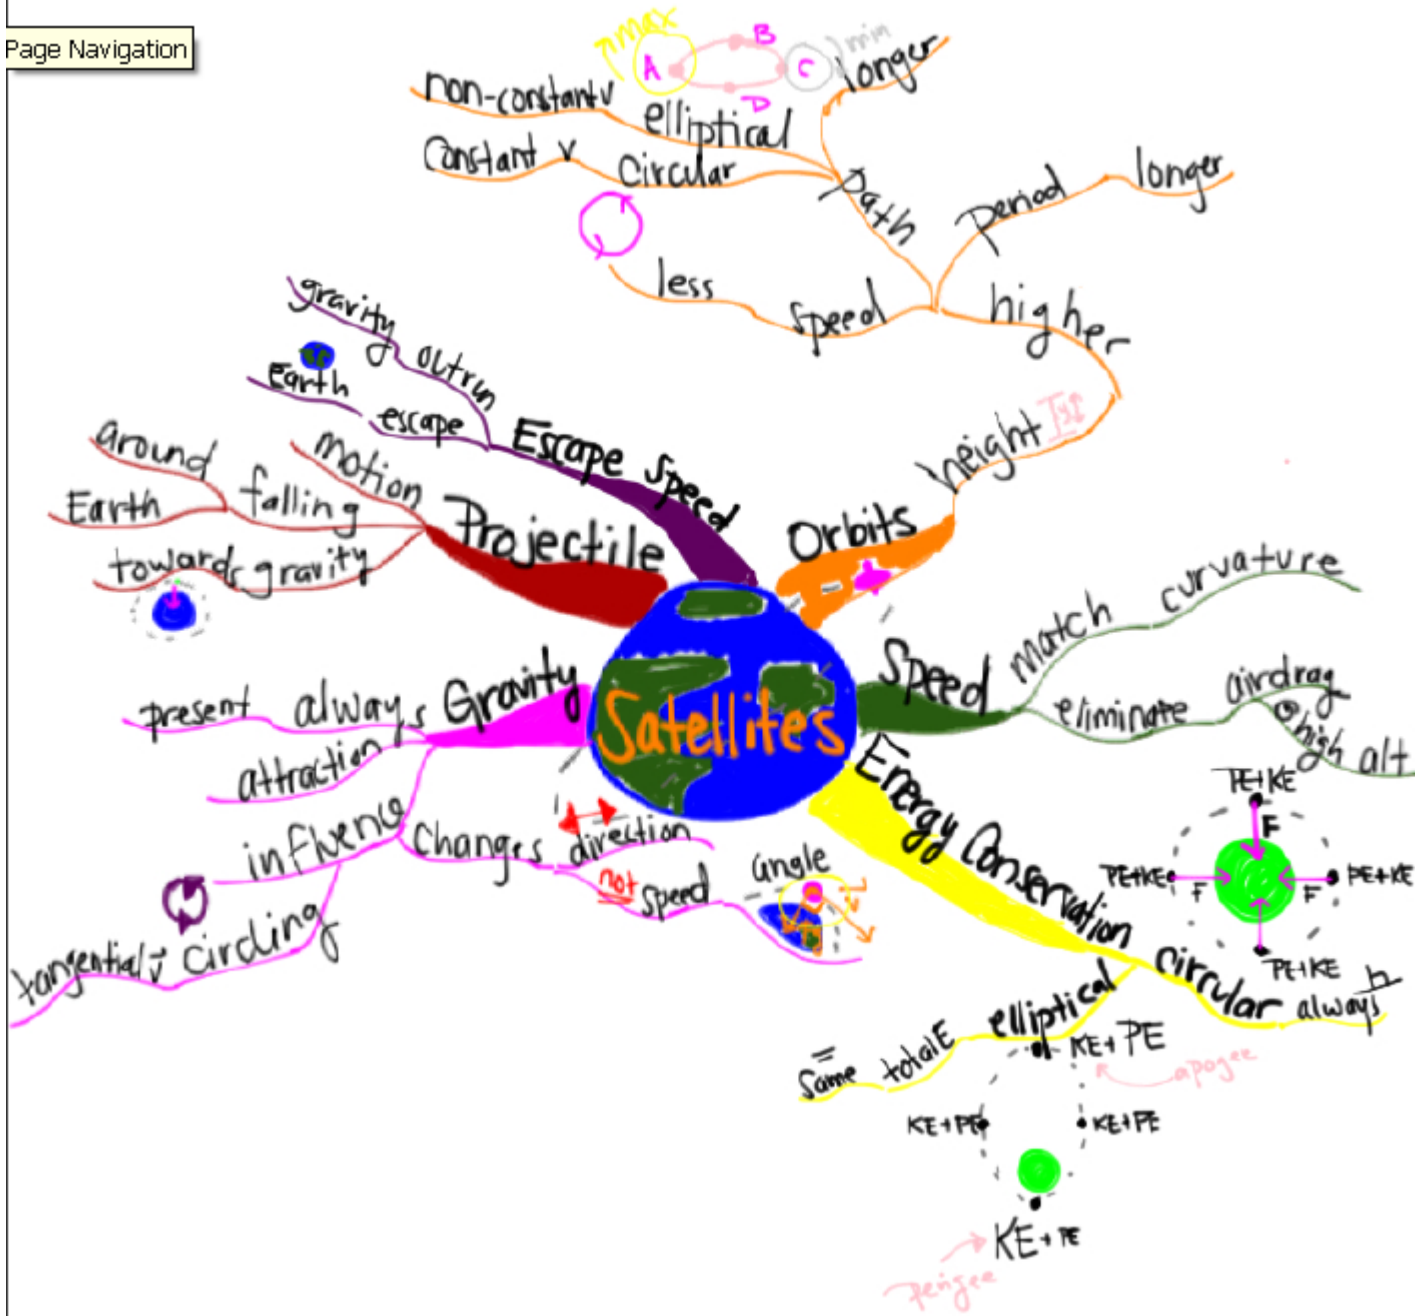 Page Navigation
max
A
B
C
D
min
non-constant v
elliptical
longer
Constant v
Circular
path
period
longer
less
speed
higher
height
Orbits
gravity
outrun
Earth
escape
Escape Speed
around
motion
Earth
falling
towards gravity
Projectile
Speed
match
curvature
eliminate
airdrag
@
high alt
present
always
Gravity
attraction
influence
Changes
direction
not
speed
angle
tangential v
circling
Satellites
Energy Conservation
PE+KE
F
PE+KE
F
F
PE+KE
PE+KE
circular
always
elliptical
same
total E
KE+PE
apogee
KE+PE
KE+PE
KE+PE
perigee